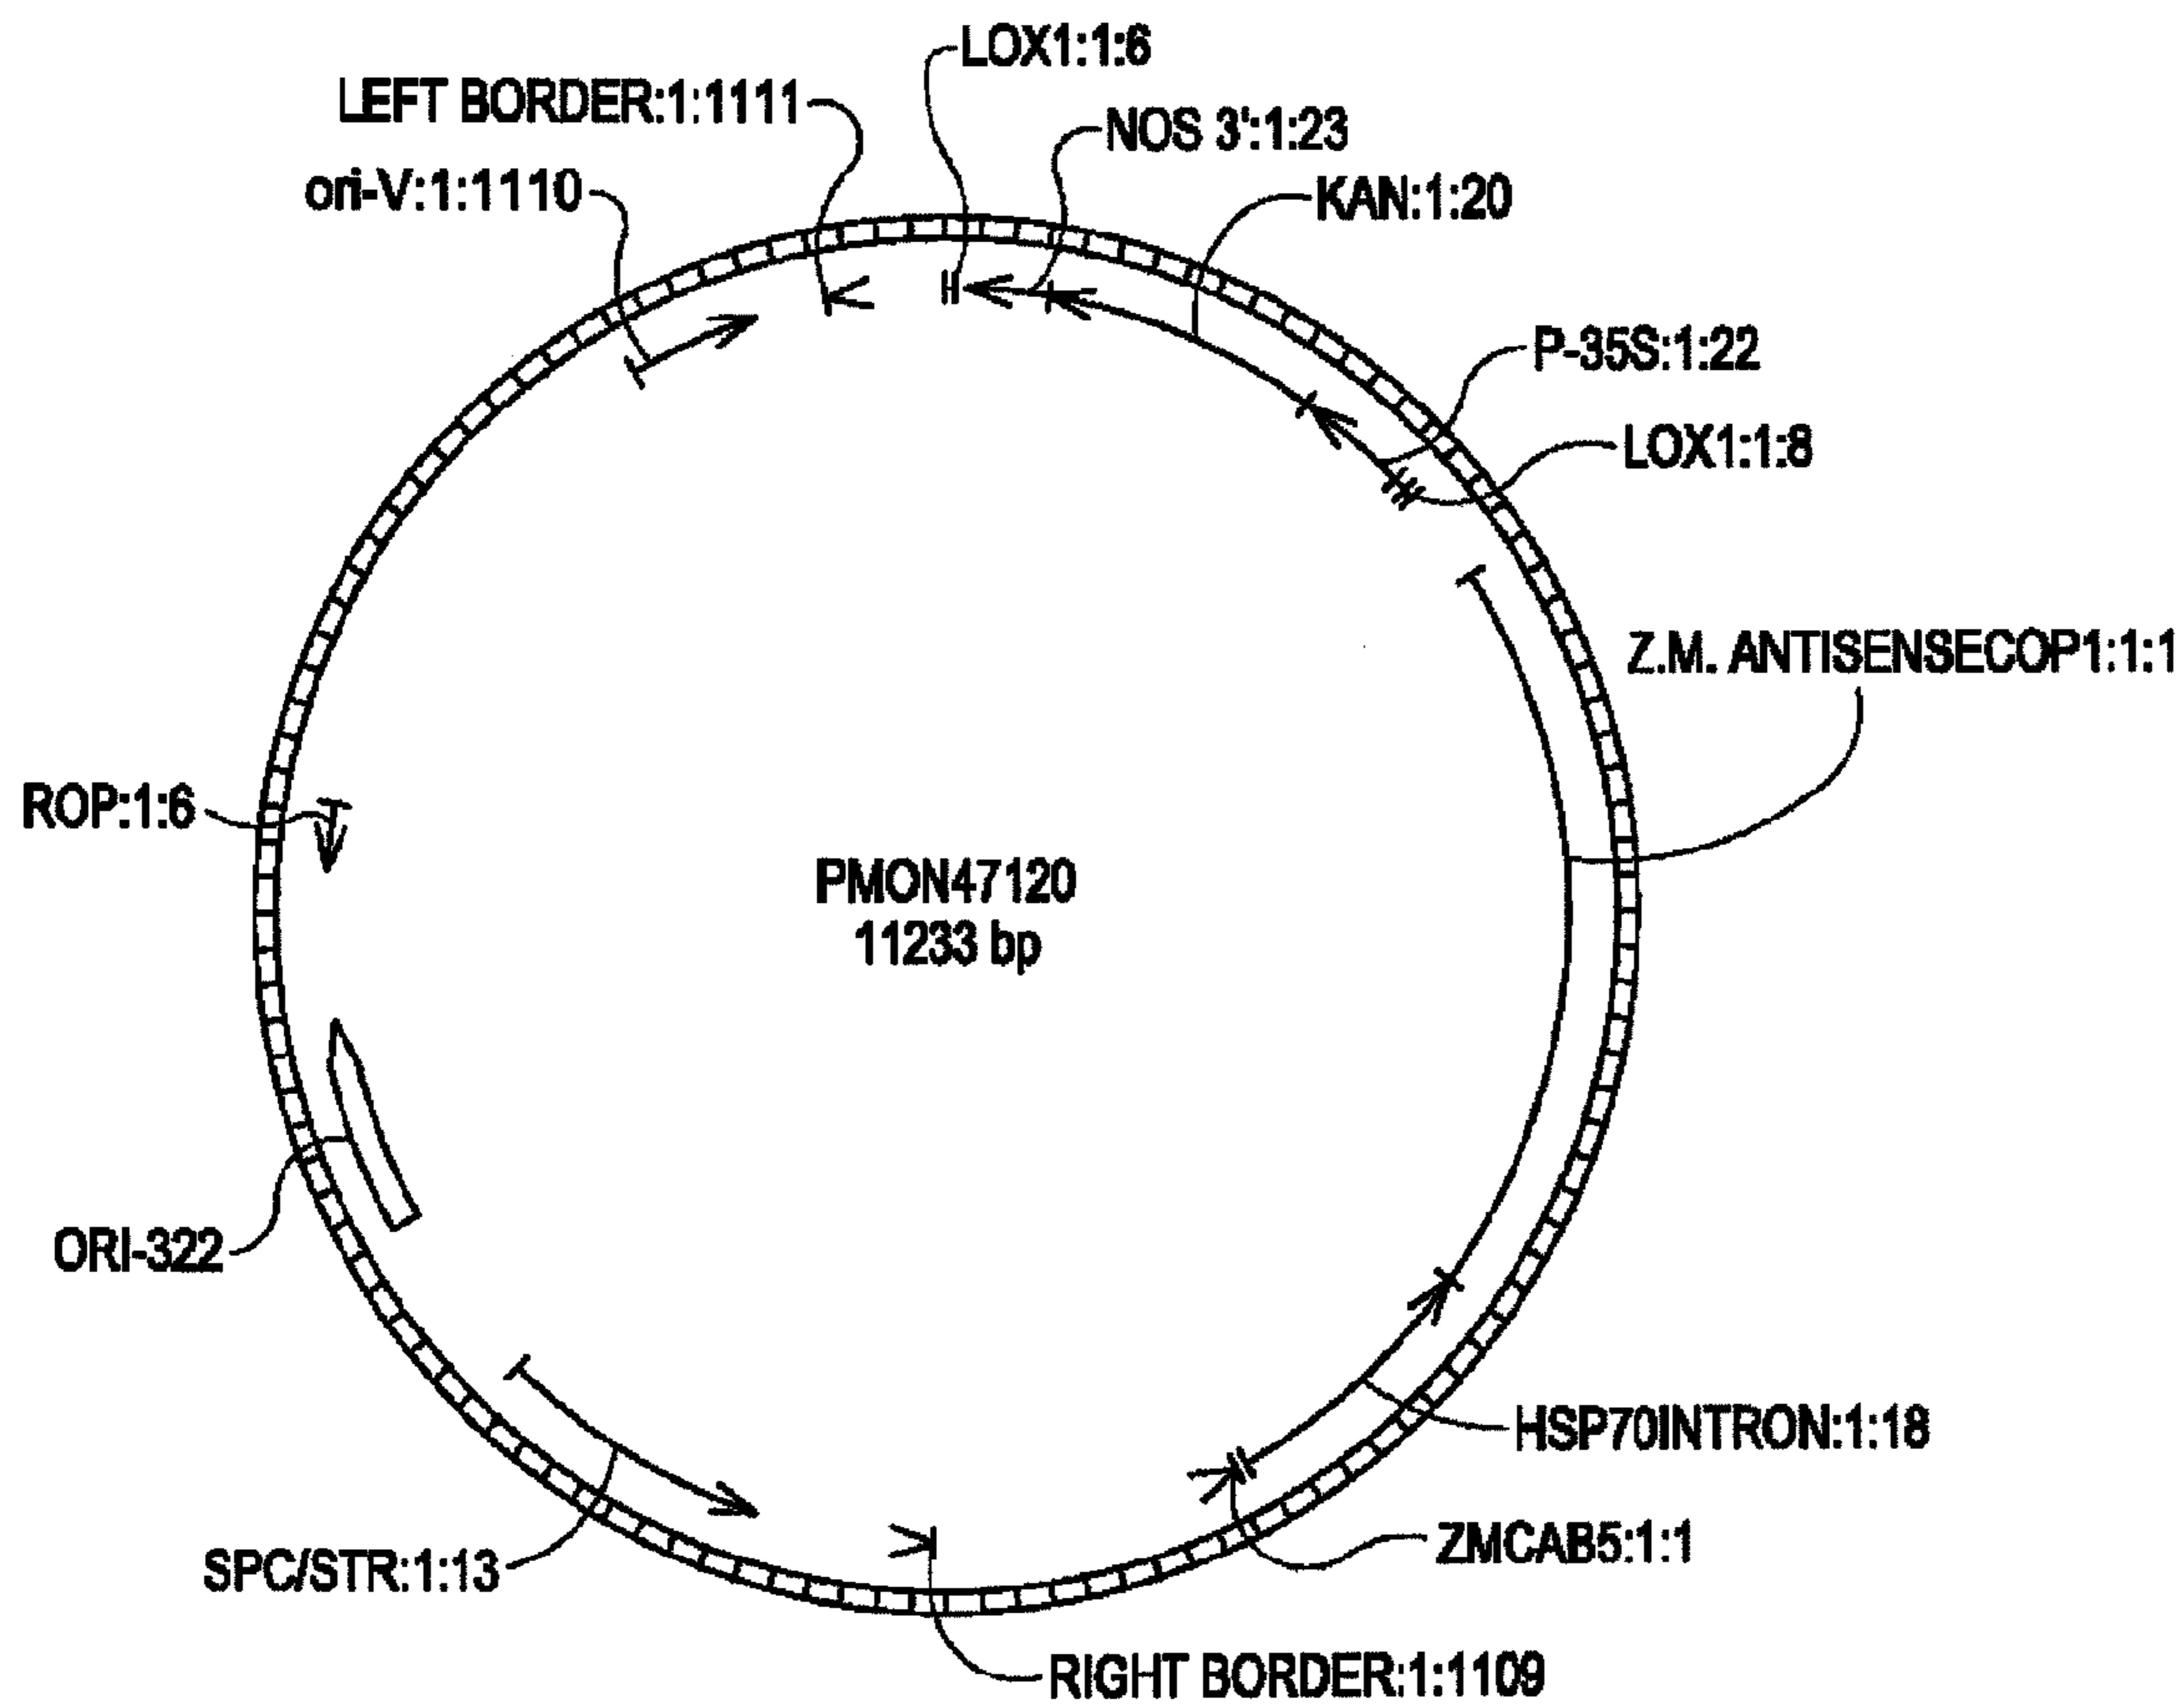 LOX1:1:6
LEFT BORDER:1:1111
NOS 3':1:23
ori-V:1:1110
KAN:1:20
P-35S:1:22
LOX1:1:8
Z.M. ANTISENSECOP1:1:1
ROP:1:6
PMON47120
11233 bp
ORI-322
HSP70INTRON:1:18
ZMCAB5:1:1
SPC/STR:1:13
RIGHT BORDER:1:1109